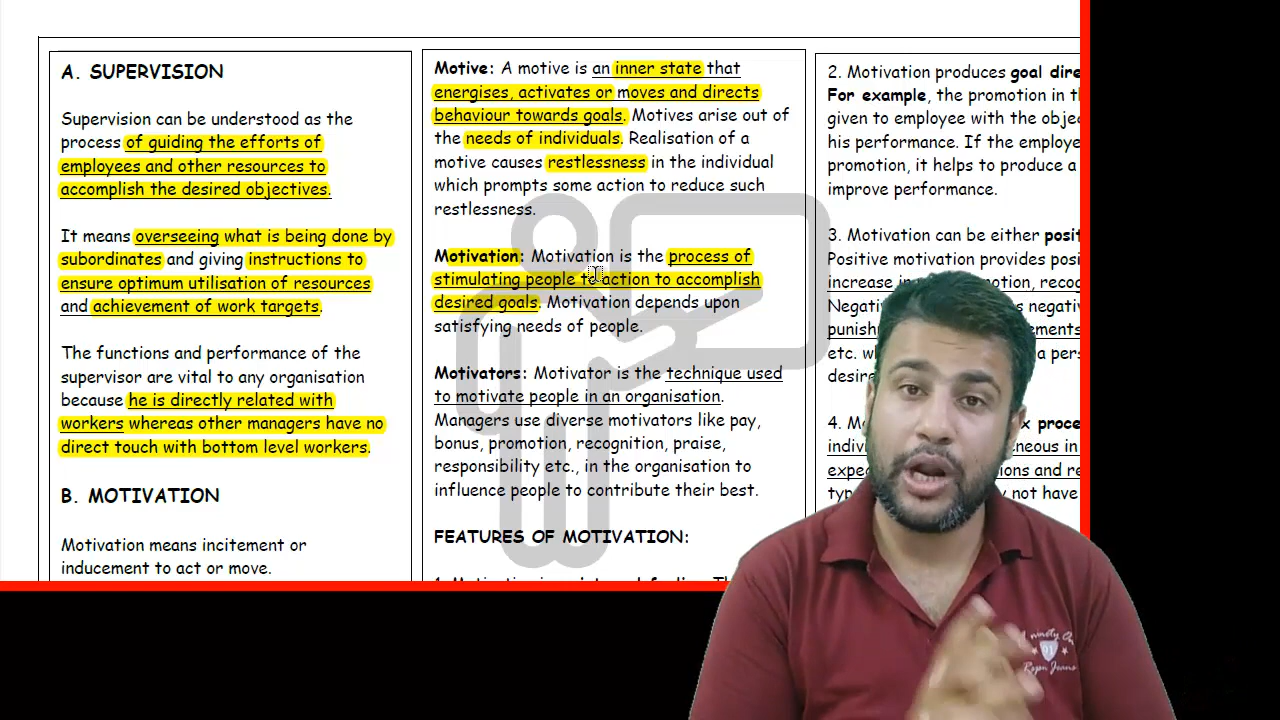 A. SUPERVISION
Supervision can be understood as the
process of guiding the efforts of
employees and other resources to
accomplish the desired objectives.
It means overseeing what is being done by
subordinates and giving instructions to
ensure optimum utilisation of resources
and achievement of work targets.
The functions and performance of the
supervisor are vital to any organisation
because he is directly related with
workers whereas other managers have no
direct touch with bottom level workers.
B. MOTIVATION
Motivation means incitement or
inducement to act or move.
Motive: A motive is an inner state that
energises, activates or moves and directs
behaviour towards goals. Motives arise out of
the needs of individuals. Realisation of a
motive causes restlessness in the individual
which prompts some action to reduce such
restlessness.
Motivation: Motivation is the process of
stimulating people to action to accomplish
desired goals. Motivation depends upon
satisfying needs of people.
Motivators: Motivator is the technique used
to motivate people in an organisation.
Managers use diverse motivators like pay,
bonus, promotion, recognition, praise,
responsibility etc., in the organisation to
influence people to contribute their best.
FEATURES OF MOTIVATION:
2. Motivation produces goal dire
For example, the promotion in t
given to employee with the objec
his performance. If the employe
promotion, it helps to produce a
improve performance.
3. Motivation can be either posit
Positive motivation provides posi
increase in
Negati
punish
etc. w
desire
4. M
indivi
expe
typ
91